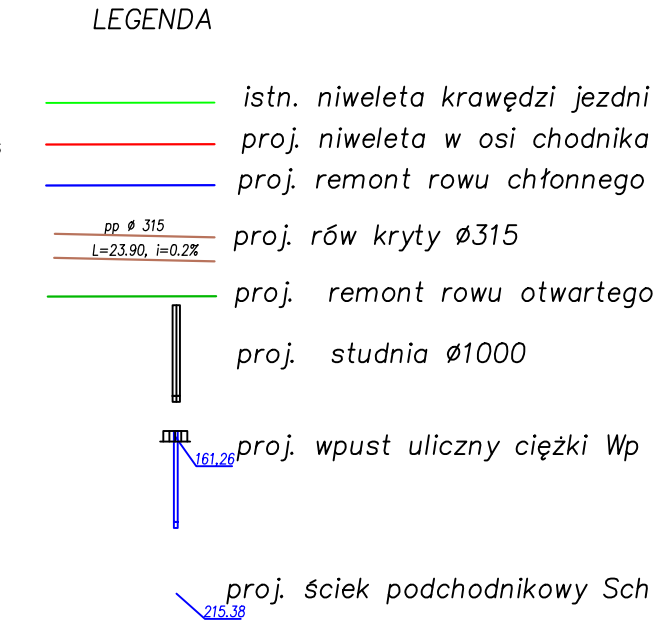 LEGENDA
istn. niweleta krawędzi jezdni
proj. niweleta w osi chodnika
proj. remont rowu chłonnego
pp ø 315
proj. rów kryty ø315
L=23.90, i=0.2%
proj. remont rowu otwartego
proj. studnia ø1000
proj. wpust uliczny ciężki Wp
161,26
proj. ściek podchodnikowy Sch
215.38